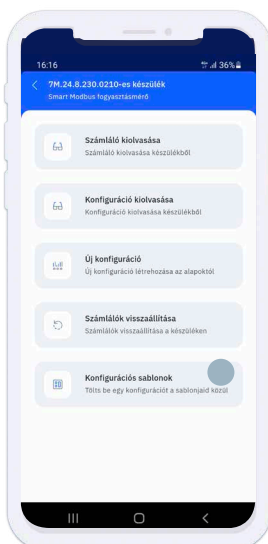 16:16
36%
7M.24.8.230.0210-es készülék
Smart Modbus fogyasztásmérő
Számláló kiolvasása
Számláló kiolvasása készülékből
Konfiguráció kiolvasása
Konfiguráció kiolvasása készülékből
Új konfiguráció
Új konfiguráció létrehozása az alapoktól
Számlálók visszaállítása
Számlálók visszaállítása a készüléken
Konfigurációs sablonok
Tölts be egy konfigurációt a sablonjaid közül